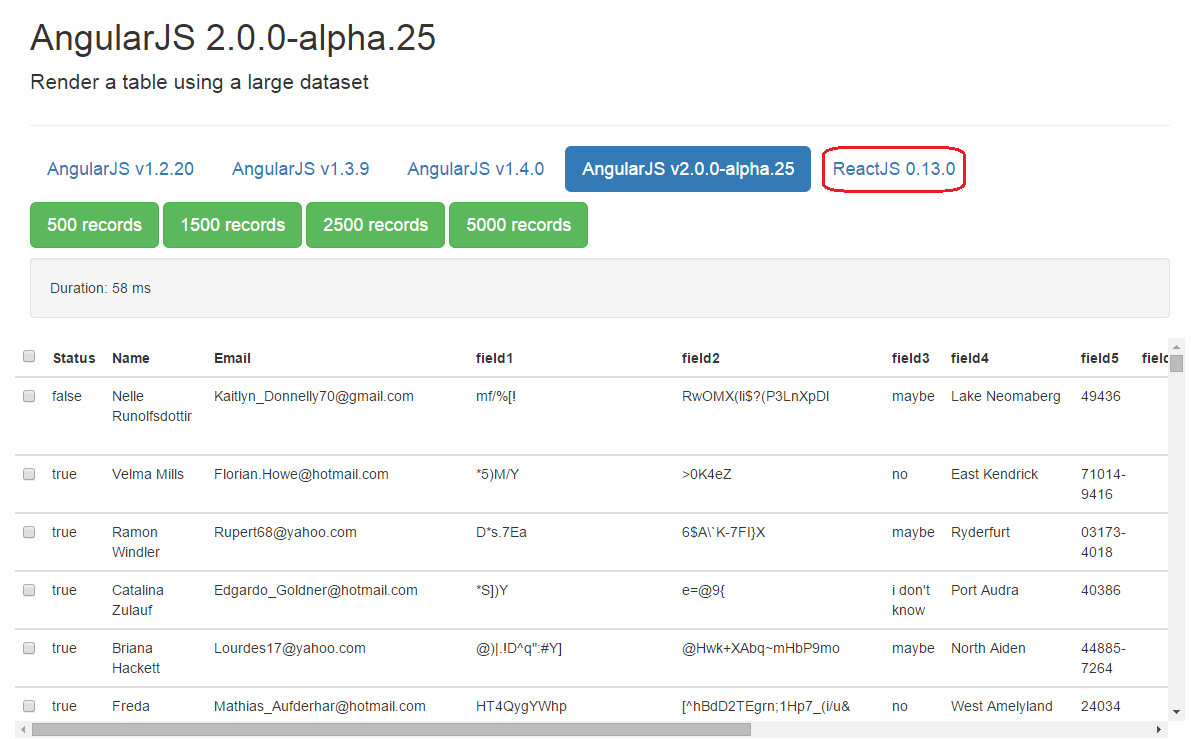 AngularJS 2.0.0-alpha.25
Render a table using a large dataset
AngularJS v1.2.20 AngularJS v1.3.9 AngularJS v1.4.0 AngularJS v2.0.0-alpha.25 ReactJS 0.13.0
500 records 1500 records 2500 records 5000 records
Duration: 58 ms
Status Name Email field1 field2 field3 field4 field5
false Nelle Kaitlyn_Donnelly70@gmail.com mf/%[! RwOMX(Ii$?(P3LnXpDI maybe Lake Neomaberg 49436
Runolfsdottir
true Velma Mills Florian.Howe@hotmail.com *5)M/Y >0K4eZ no East Kendrick 71014-
9416
true Ramon Rupert68@yahoo.com D*s.7Ea 6$A\`K-7FI}X maybe Ryderfurt 03173-
Windler 4018
true Catalina Edgardo_Goldner@hotmail.com *S])Y e=@9{ i don't Port Audra 40386
Zulauf know
true Briana Lourdes17@yahoo.com @)|.!D^q":#Y] @Hwk+XAbq~mHbP9mo maybe North Aiden 44885-
Hackett 7264
true Freda Mathias_Aufderhar@hotmail.com HT4QygYWhp [^hBdD2TEgrn;1Hp7_(i/u& no West Amelyland 24034